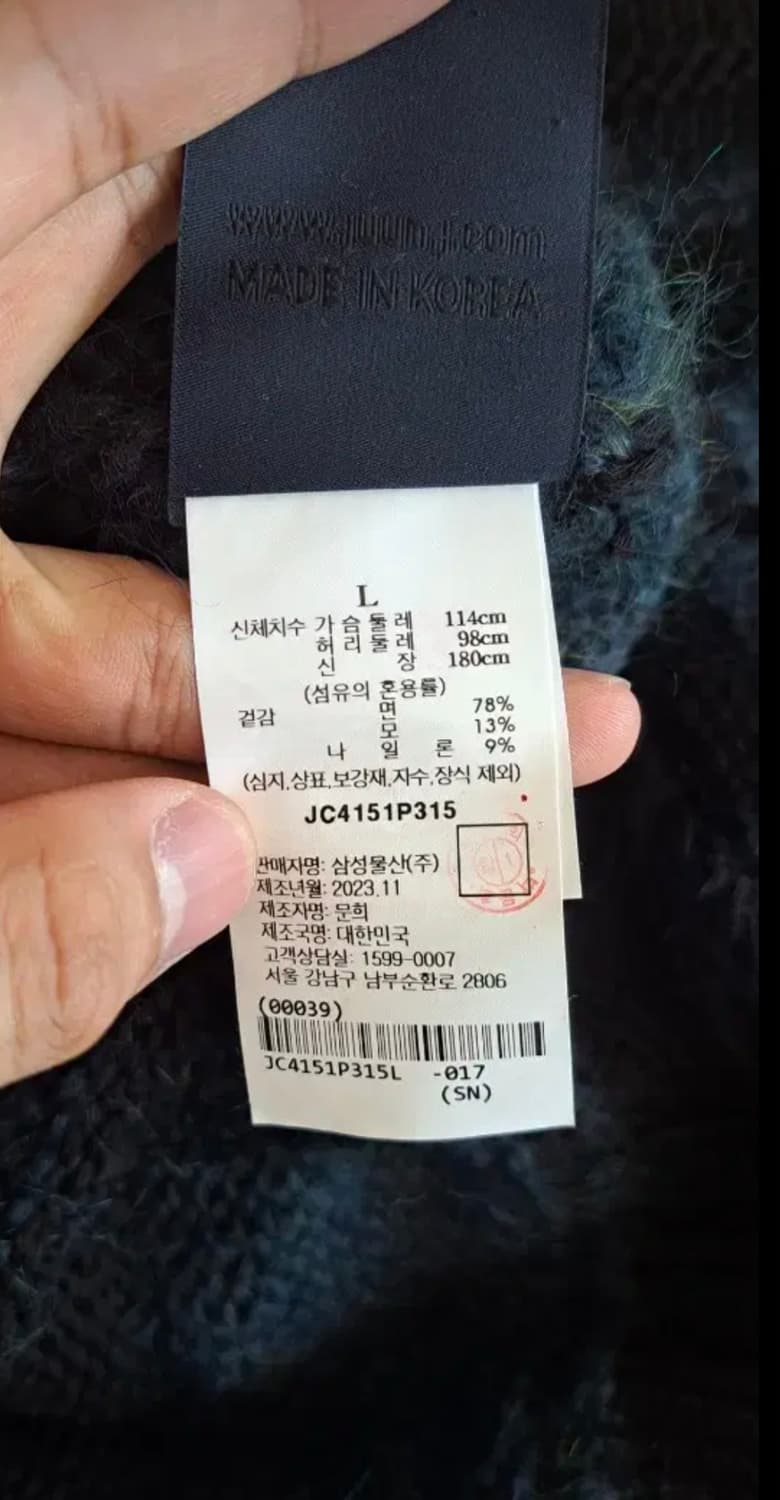 www.juunj.com
MADE IN KOREA
L
신체치수 가 슴 둘 레 114cm
허 리 둘 레 98cm
신 장 180cm
(섬유의 혼용률)
겉감 면 78%
모 13%
나 일 론 9%
(심지,상표,보강재,자수,장식 제외)
JC4151P315
판매자명: 삼성물산(주)
제조년월: 2023.11
제조자명: 문희
제조국명: 대한민국
고객상담실: 1599-0007
서울 강남구 남부순환로 2806
(00039)
JC4151P315L -017
(SN)